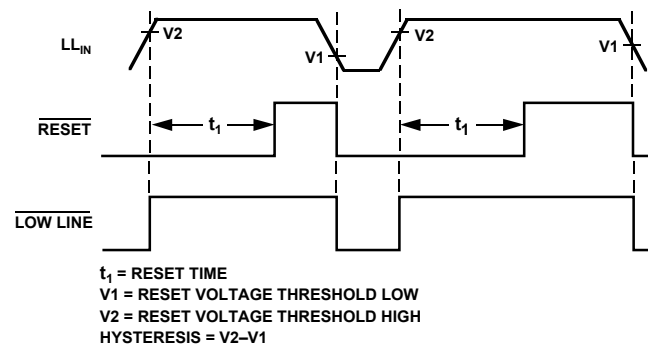 LLIN
V2
V1
V2
V1
RESET
t1
t1
LOW LINE
t1 = RESET TIME
V1 = RESET VOLTAGE THRESHOLD LOW
V2 = RESET VOLTAGE THRESHOLD HIGH
HYSTERESIS = V2–V1